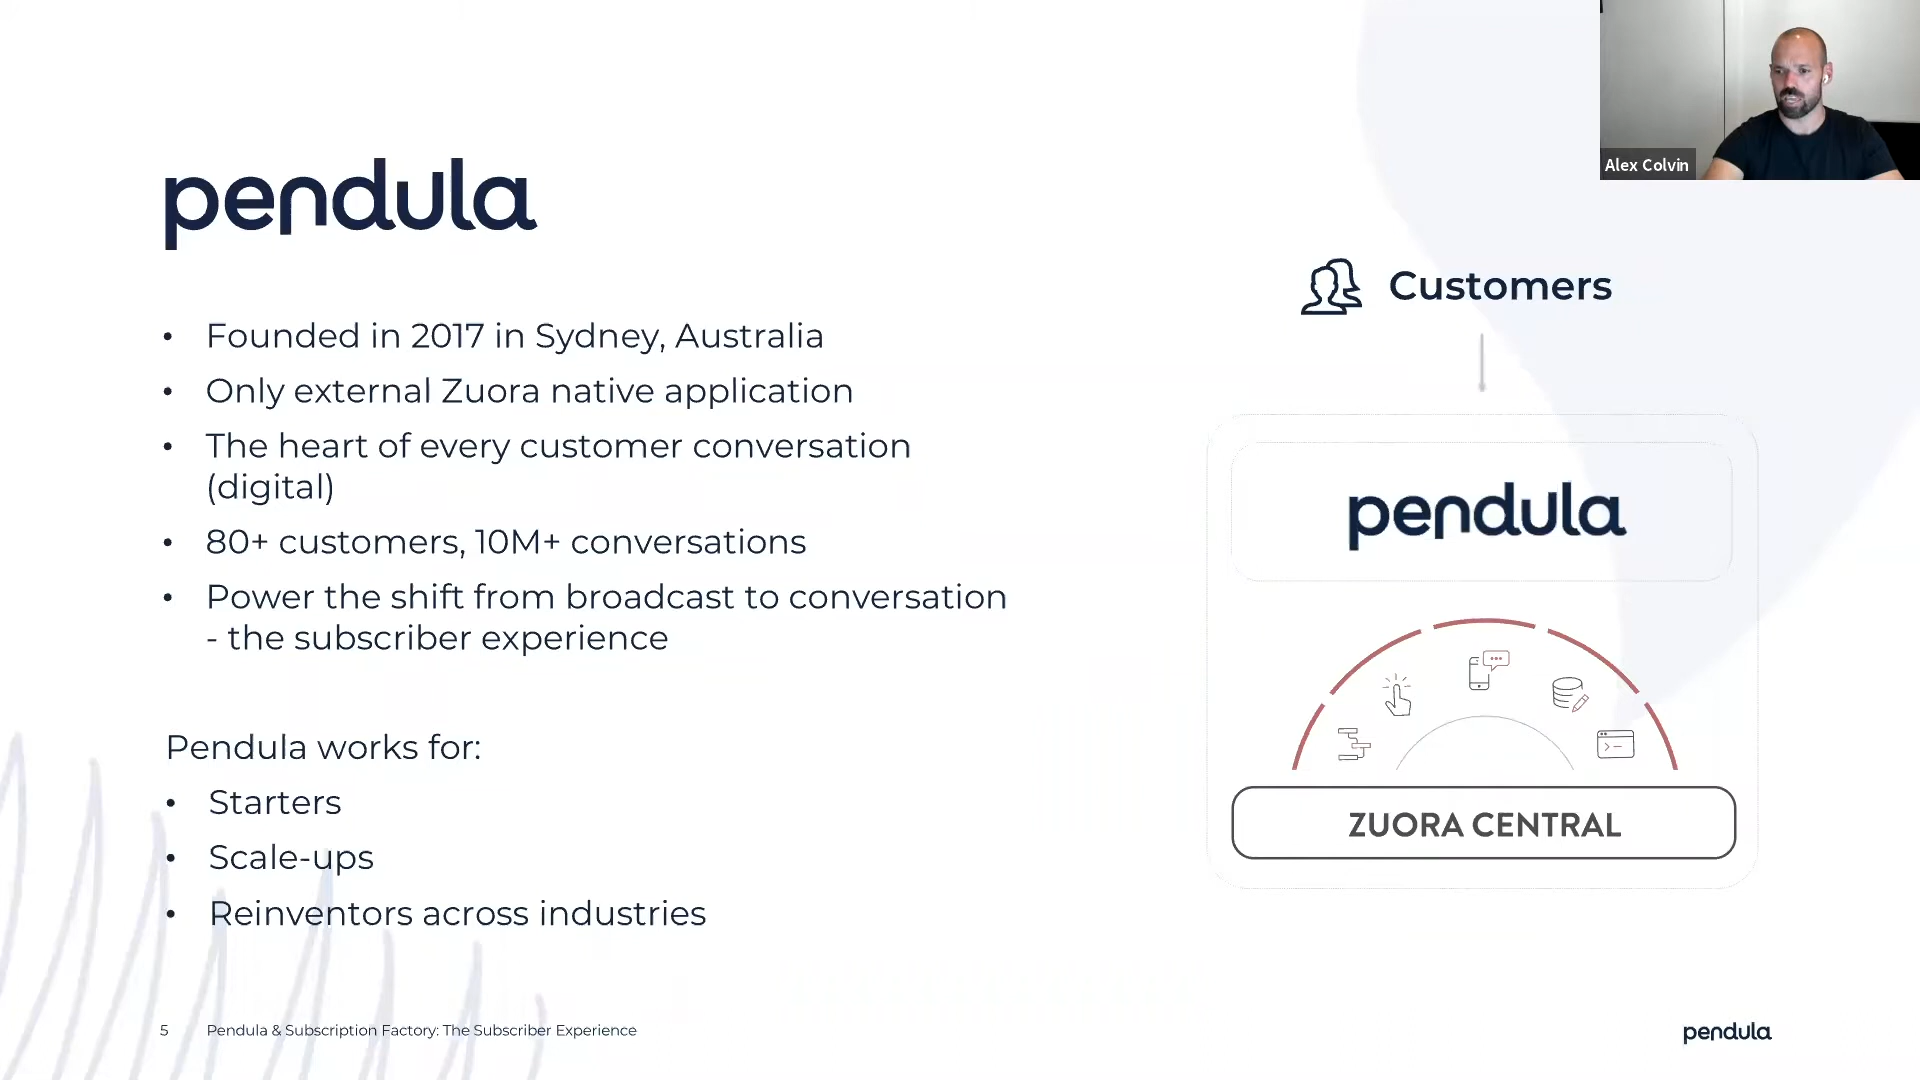 Alex Colvin
pendula
• Founded in 2017 in Sydney, Australia
• Only external Zuora native application
• The heart of every customer conversation
(digital)
• 80+ customers, 10M+ conversations
• Power the shift from broadcast to conversation
- the subscriber experience
Pendula works for:
• Starters
• Scale-ups
• Reinventors across industries
Customers
pendula
ZUORA CENTRAL
5 Pendula & Subscription Factory: The Subscriber Experience
pendula